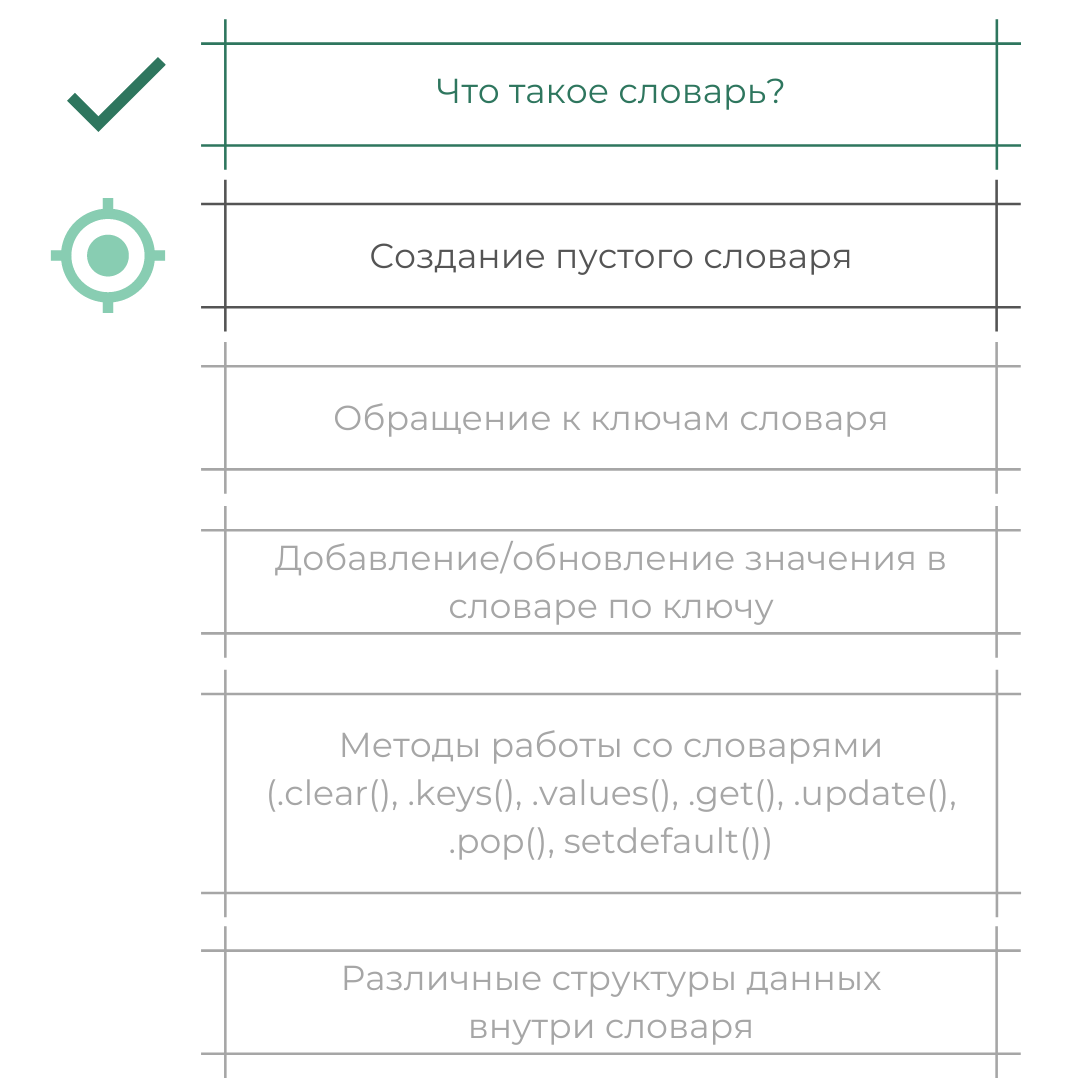 Что такое словарь?
Создание пустого словаря
Обращение к ключам словаря
Добавление/обновление значения в
словаре по ключу
Методы работы со словарями
(.clear(), .keys(), .values(), .get(), .update(),
.pop(), setdefault())
Различные структуры данных
внутри словаря